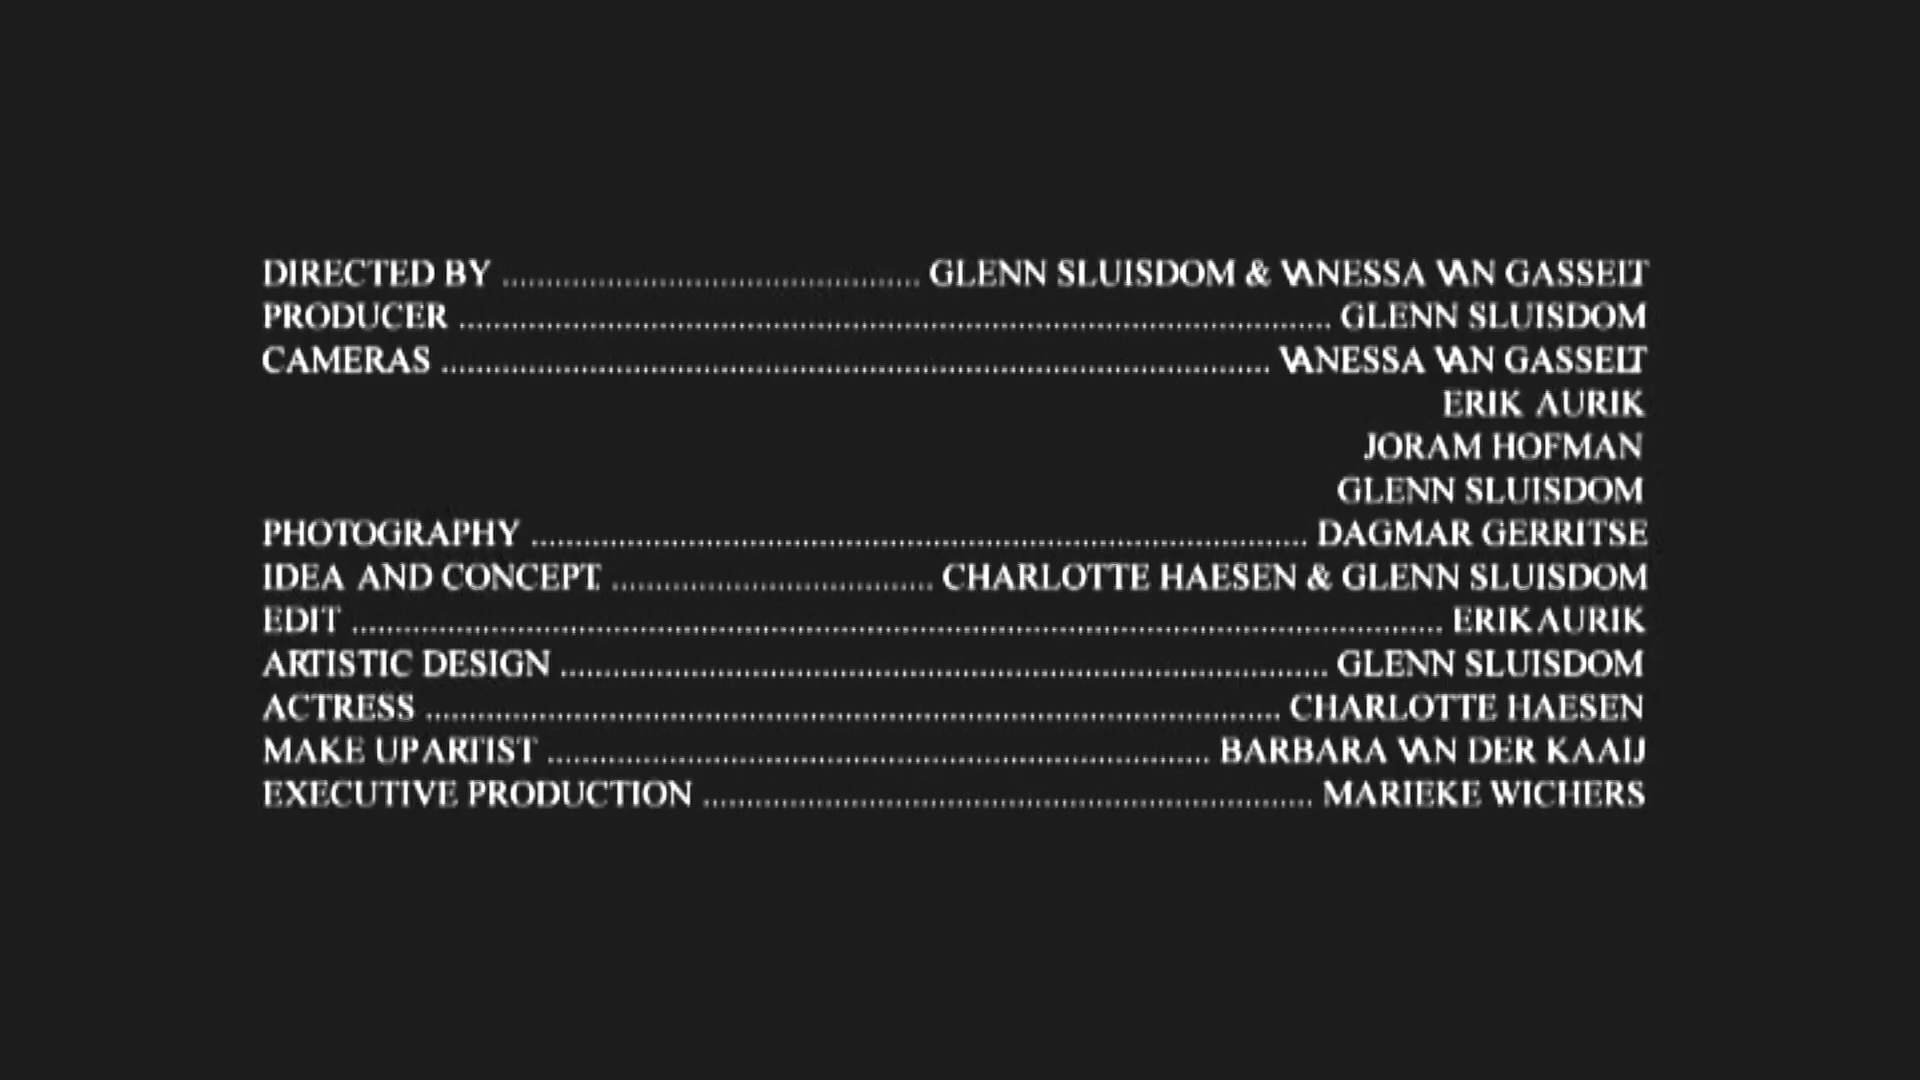 DIRECTED BY ................................................ GLENN SLUISDOM & VANESSA VAN GASSELT
PRODUCER .................................................................................................... GLENN SLUISDOM
CAMERAS ............................................................................................... VANESSA VAN GASSELT
ERIK AURIK
JORAM HOFMAN
GLENN SLUISDOM
PHOTOGRAPHY ......................................................................................... DAGMAR GERRITSE
IDEA AND CONCEPT ..................................... CHARLOTTE HAESEN & GLENN SLUISDOM
EDIT ............................................................................................................................. ERIK AURIK
ARTISTIC DESIGN ........................................................................................ GLENN SLUISDOM
ACTRESS .................................................................................................. CHARLOTTE HAESEN
MAKE UP ARTIST ............................................................................ BARBARA VAN DER KAAIJ
EXECUTIVE PRODUCTION ...................................................................... MARIEKE WICHERS